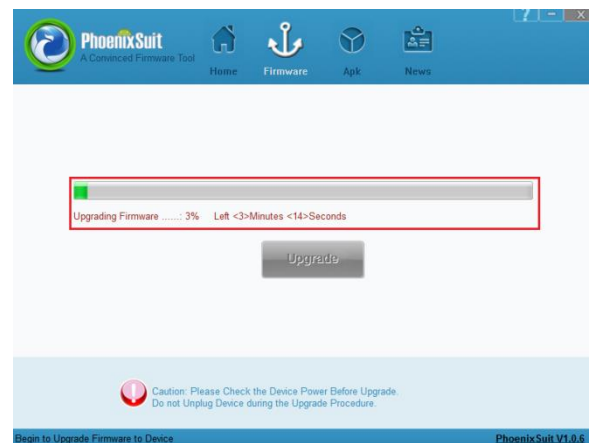 ? - X
PhoenixSuit
A Convinced Firmware Tool
Home Firmware Apk News
Upgrading Firmware ......: 3% Left <3>Minutes <14>Seconds
Upgrade
Caution: Please Check the Device Power Before Upgrade.
Do not Unplug Device during the Upgrade Procedure.
Begin to Upgrade Firmware to Device PhoenixSuit V1.0.6